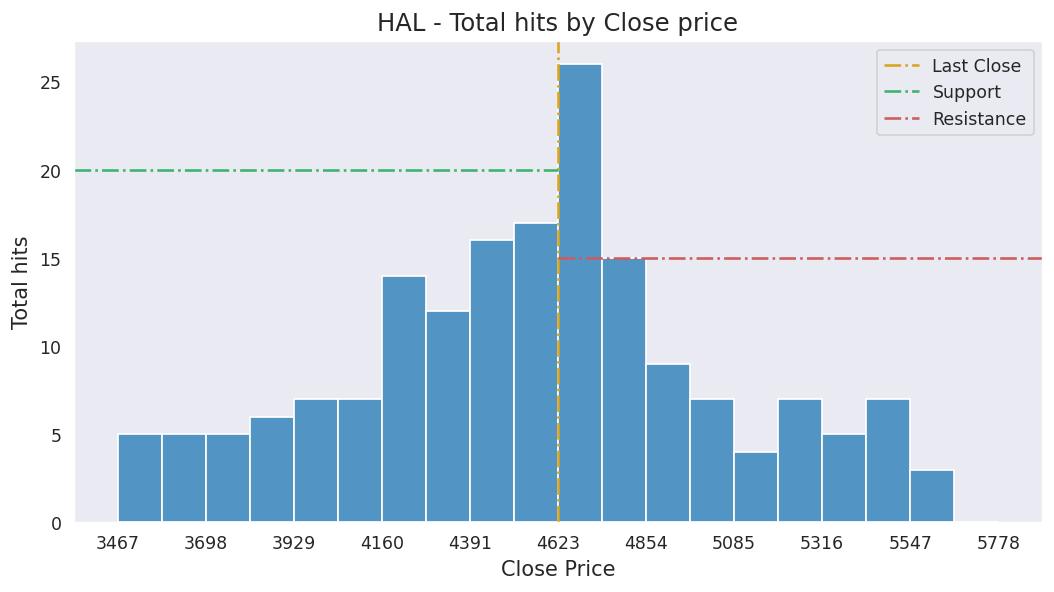 HAL - Total hits by Close price
Last Close
Support
Resistance
25
20
15
10
5
0
Total hits
3467 3698 3929 4160 4391 4623 4854 5085 5316 5547 5778
Close Price